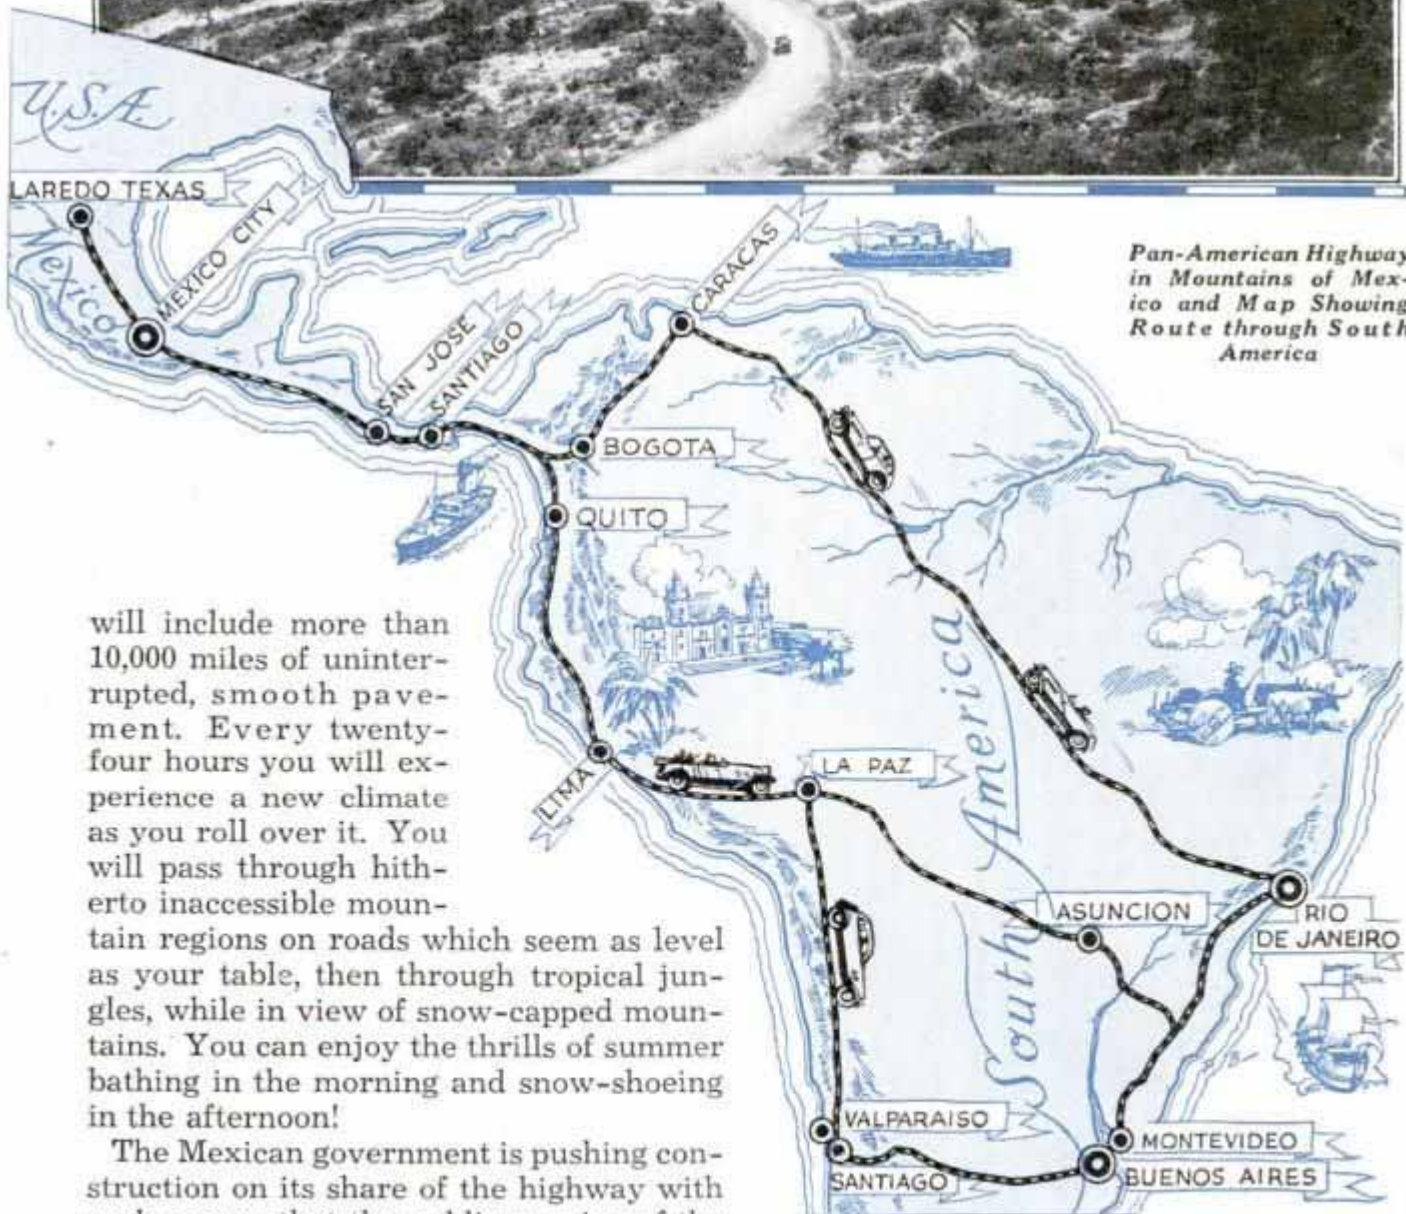 U.S.A.
LAREDO TEXAS
MEXICO CITY
Mexico
SAN JOSE
SANTIAGO
CARACAS
Pan-American Highway
in Mountains of Mex-
ico and Map Showing
Route through South
America
BOGOTA
QUITO
LIMA
LA PAZ
South America
ASUNCION
RIO
DE JANEIRO
VALPARAISO
SANTIAGO
MONTEVIDEO
BUENOS AIRES
will include more than
10,000 miles of uninter-
rupted, smooth pave-
ment. Every twenty-
four hours you will ex-
perience a new climate
as you roll over it. You
will pass through hith-
erto inaccessible moun-
tain regions on roads which seem as level
as your table, then through tropical jun-
gles, while in view of snow-capped moun-
tains. You can enjoy the thrills of summer
bathing in the morning and snow-shoeing
in the afternoon!
The Mexican government is pushing con-
struction on its share of the highway with